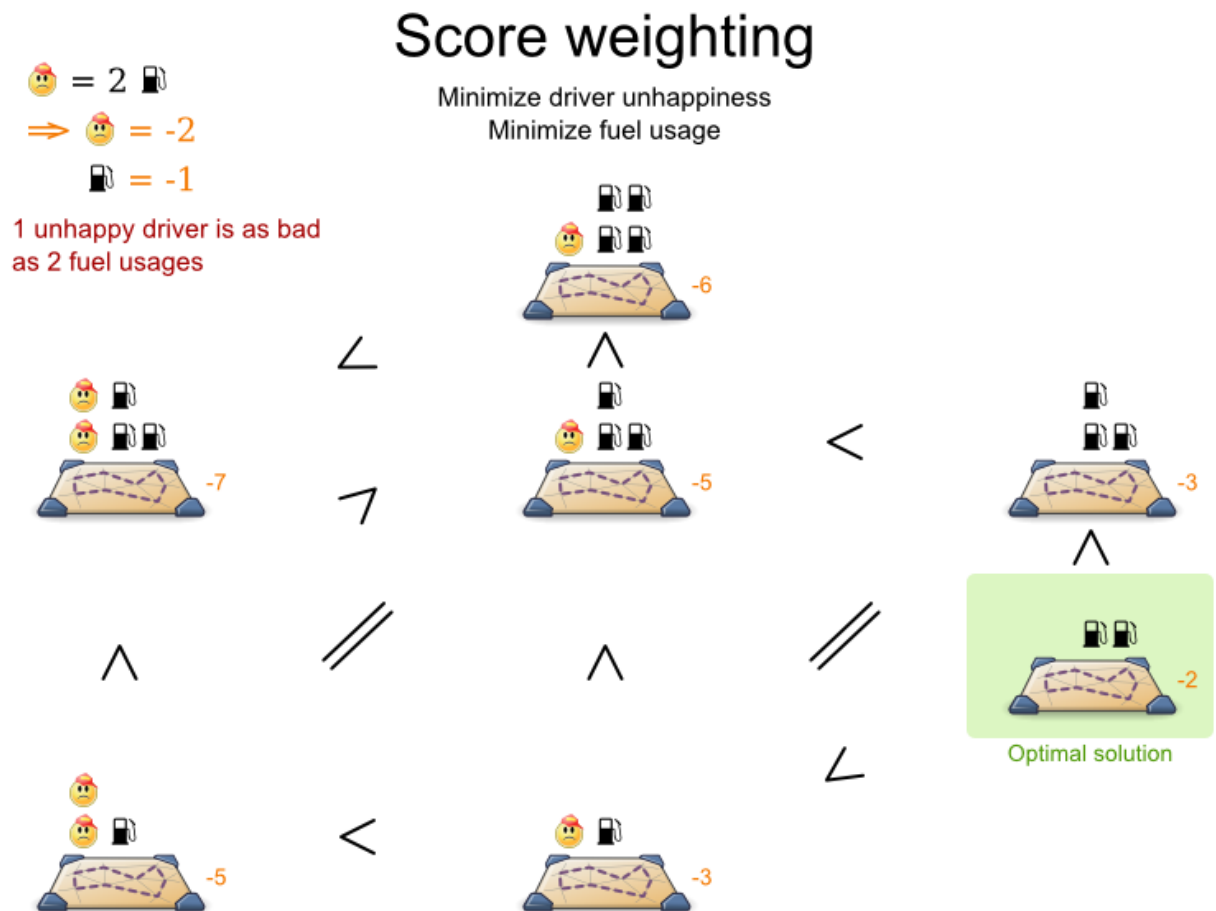 Score weighting
Minimize driver unhappiness
Minimize fuel usage
= 2
⇒ = -2
= -1
1 unhappy driver is as bad
as 2 fuel usages
-6
<
∧
-7
-5
<
-3
>
∧
∧
//
∧
//
-2
Optimal solution
<
-5
<
-3